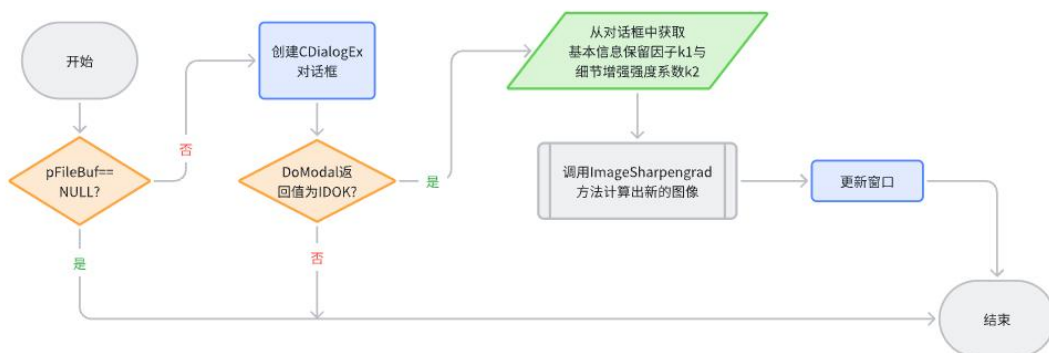 开始
pFileBuf==
NULL?
是
否
创建CDialogEx
对话框
DoModal返
回值为IDOK?
否
是
从对话框中获取
基本信息保留因子k1与
细节增强强度系数k2
调用ImageSharpengrad
方法计算出新的图像
更新窗口
结束